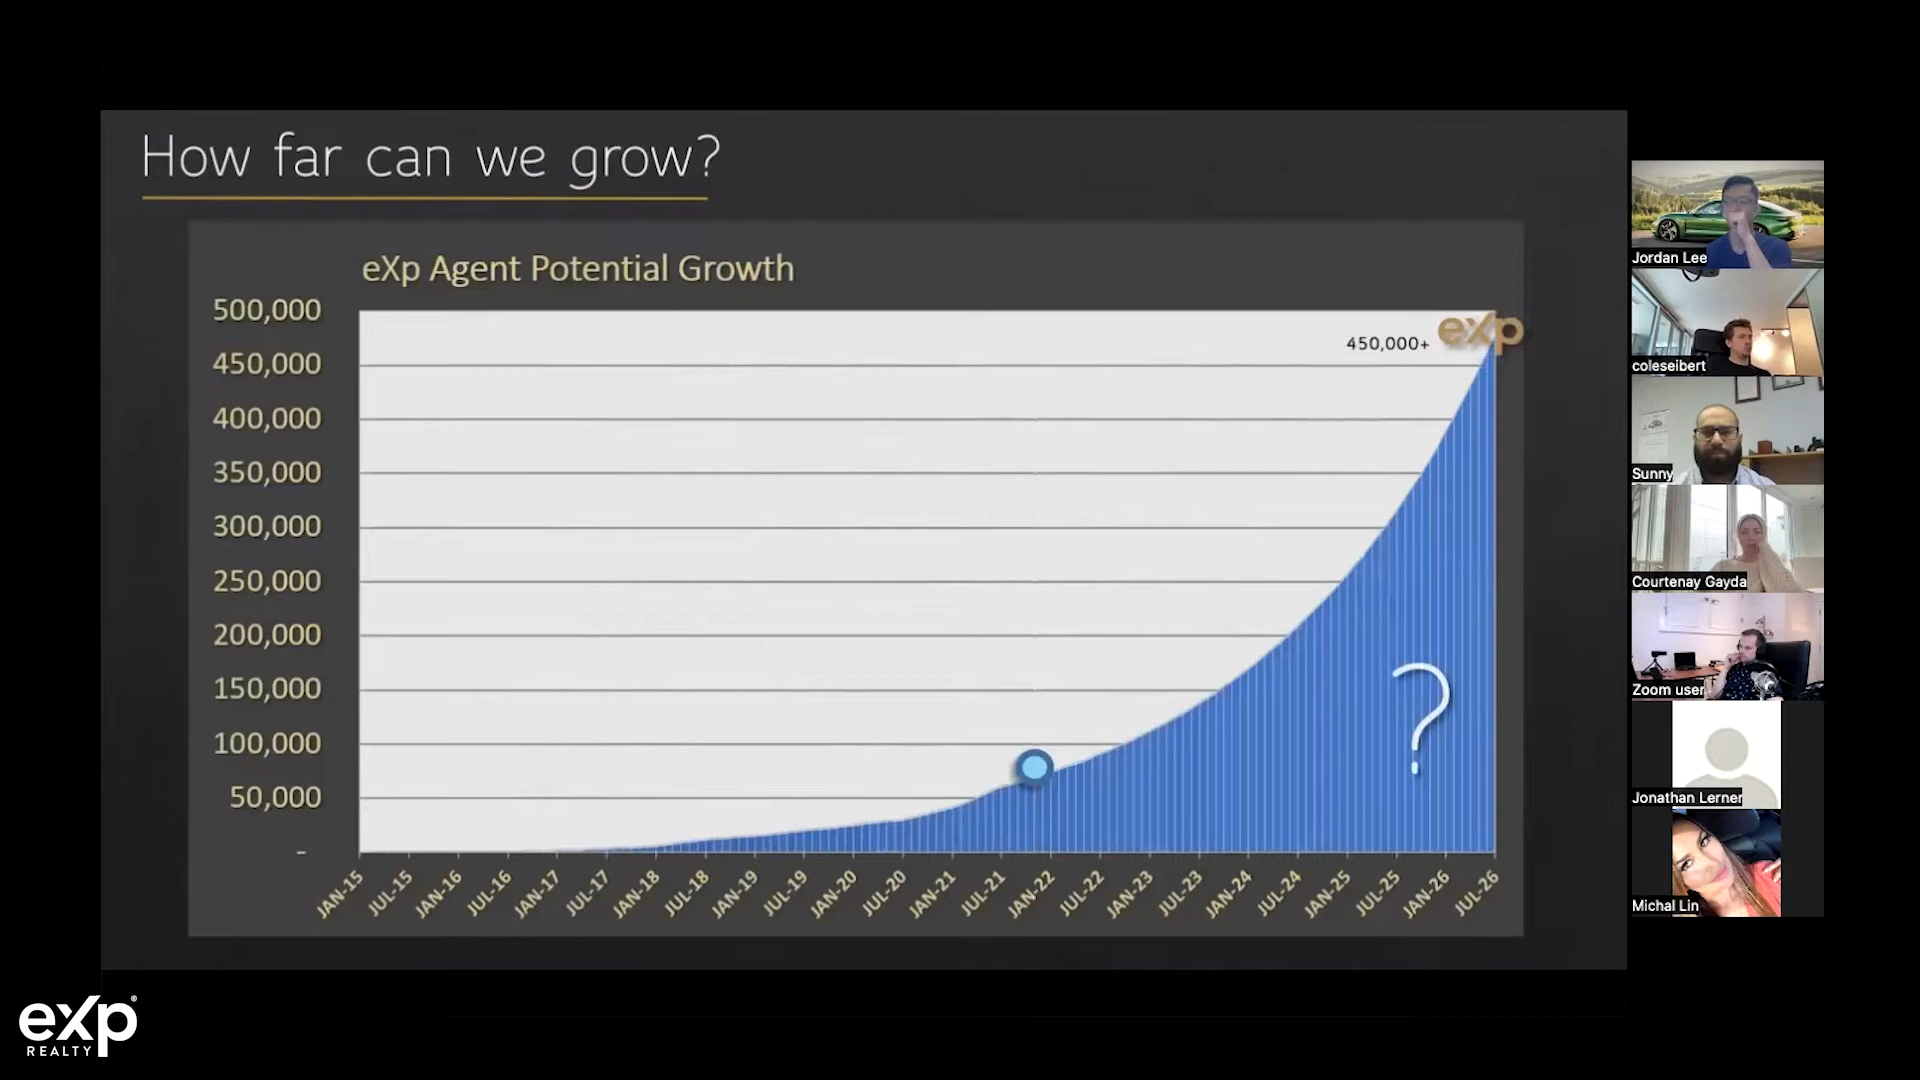 How far can we grow?
eXp Agent Potential Growth
500,000
450,000
400,000
350,000
300,000
250,000
200,000
150,000
100,000
50,000
-
450,000+
eXp
?
JAN-15
JUL-15
JAN-16
JUL-16
JAN-17
JUL-17
JAN-18
JUL-18
JAN-19
JUL-19
JAN-20
JUL-20
JAN-21
JUL-21
JAN-22
JUL-22
JAN-23
JUL-23
JAN-24
JUL-24
JAN-25
JUL-25
JAN-26
JUL-26
Jordan Lee
coleseibert
Sunny
Courtenay Gayda
Zoom user
Jonathan Lerner
Michal Lin
eXp®
REALTY